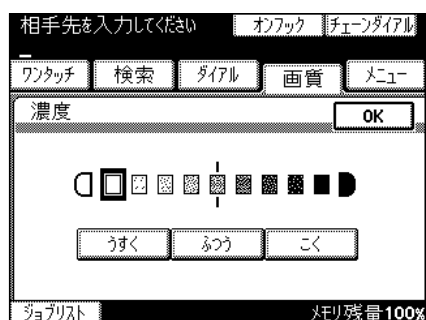 相手先を入力してください オンフック チェーンダイアル
ワンタッチ 検索 ダイアル 画質 メニュー
濃度 OK
うすく ふつう こく
ジョブリスト メモリ残量100%